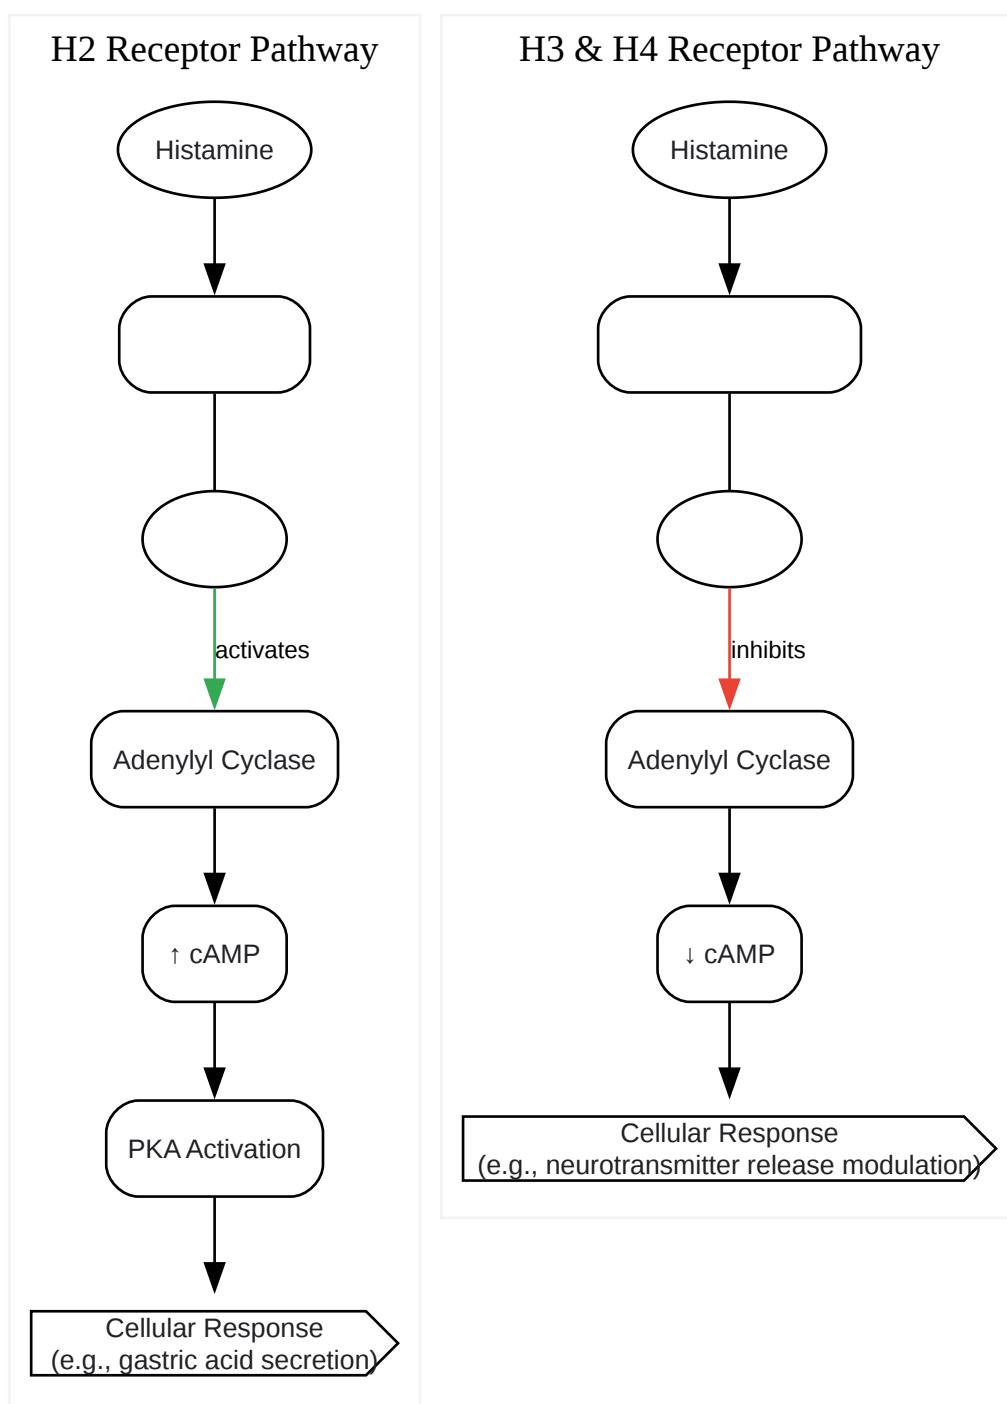 H2 Receptor Pathway
Histamine
activates
Adenylyl Cyclase
↑ cAMP
PKA Activation
Cellular Response
(e.g., gastric acid secretion)
H3 & H4 Receptor Pathway
Histamine
inhibits
Adenylyl Cyclase
↓ cAMP
Cellular Response
(e.g., neurotransmitter release modulation)